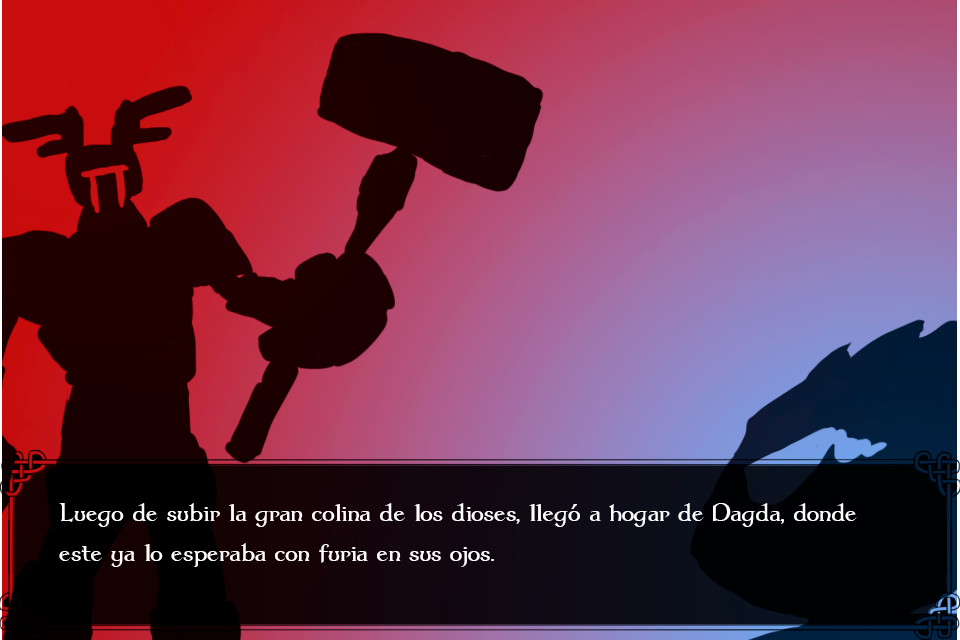 Luego de subir la gran colina de los dioses, llegó a hogar de Dagda, donde
este ya lo esperaba con furia en sus ojos.